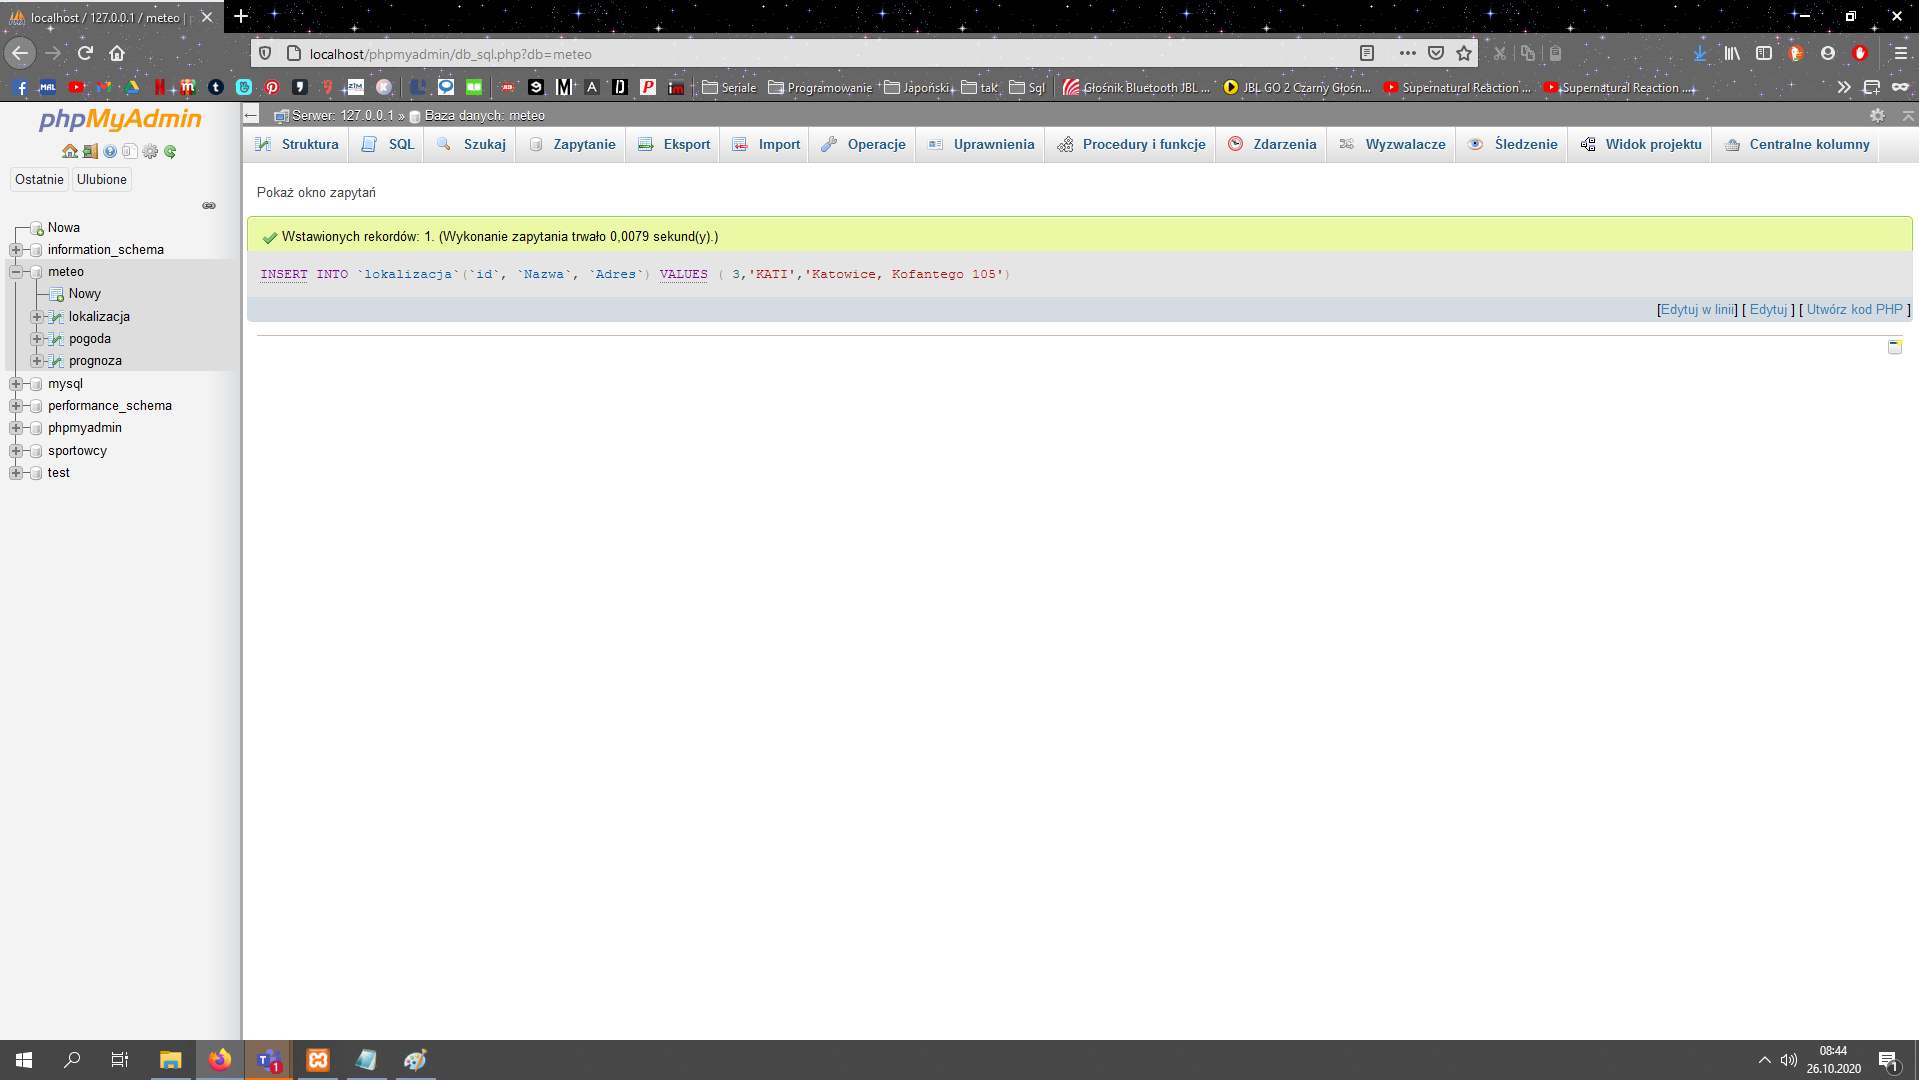 localhost / 127.0.0.1 / meteo | p
localhost/phpmyadmin/db_sql.php?db=meteo
Seriale
Programowanie
Japoński
tak
Sql
Głośnik Bluetooth JBL ...
JBL GO 2 Czarny Głośn...
Supernatural Reaction ...
Supernatural Reaction ...
phpMyAdmin
Ostatnie
Ulubione
Nowa
information_schema
meteo
Nowy
lokalizacja
pogoda
prognoza
mysql
performance_schema
phpmyadmin
sportowcy
test
Serwer: 127.0.0.1 » Baza danych: meteo
Struktura
SQL
Szukaj
Zapytanie
Eksport
Import
Operacje
Uprawnienia
Procedury i funkcje
Zdarzenia
Wyzwalacze
Śledzenie
Widok projektu
Centralne kolumny
Pokaż okno zapytań
Wstawionych rekordów: 1. (Wykonanie zapytania trwało 0,0079 sekund(y).)
INSERT INTO `lokalizacja`(`id`, `Nazwa`, `Adres`) VALUES ( 3,'KATI','Katowice, Kofantego 105')
[Edytuj w linii] [ Edytuj ] [ Utwórz kod PHP ]
08:44
26.10.2020